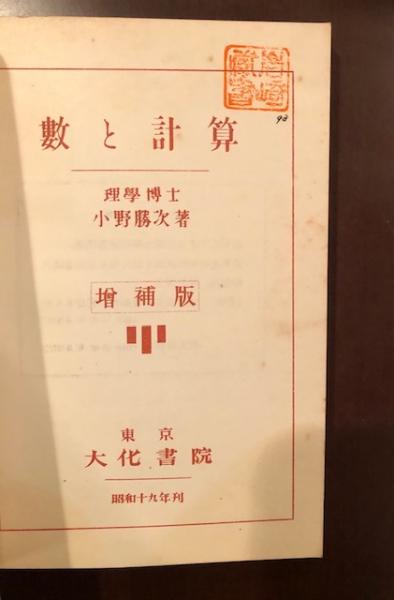 數と計算
理學博士
小野勝次著
增補版
東京
大化書院
昭和十九年刊